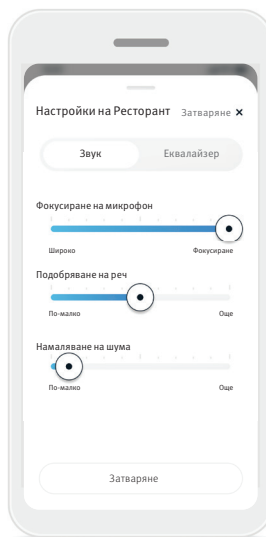 Настройки на Ресторант Затваряне ×
Звук Еквалайзер
Фокусиране на микрофон
Широко Фокусиране
Подобряване на реч
По-малко Още
Намаляване на шума
По-малко Още
Затваряне